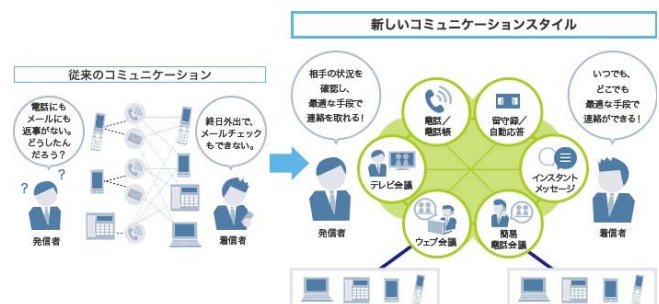 従来のコミュニケーション
電話にも
メールにも
返事がない。
どうしたん
だろう？
終日外出で、
メールチェック
もできない。
?
?
発信者
着信者
新しいコミュニケーションスタイル
相手の状況を
確認し、
最適な手段で
連絡を取れる！
いつでも、
どこでも
最適な手段で
連絡ができる！
電話／
電話帳
留守録／
自動応答
テレビ会議
インスタント
メッセージ
ウェブ会議
簡易
電話会議
発信者
着信者